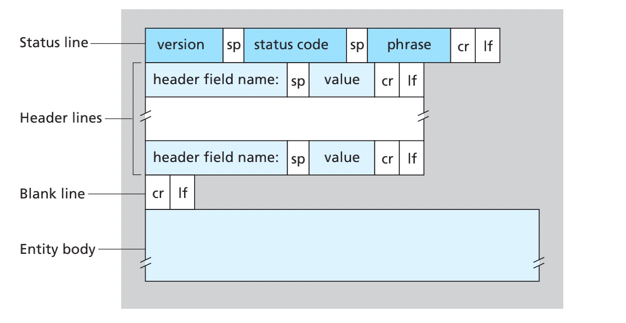 Status line version sp status code sp phrase cr lf
header field name: sp value cr lf
Header lines
header field name: sp value cr lf
Blank line cr lf
Entity body